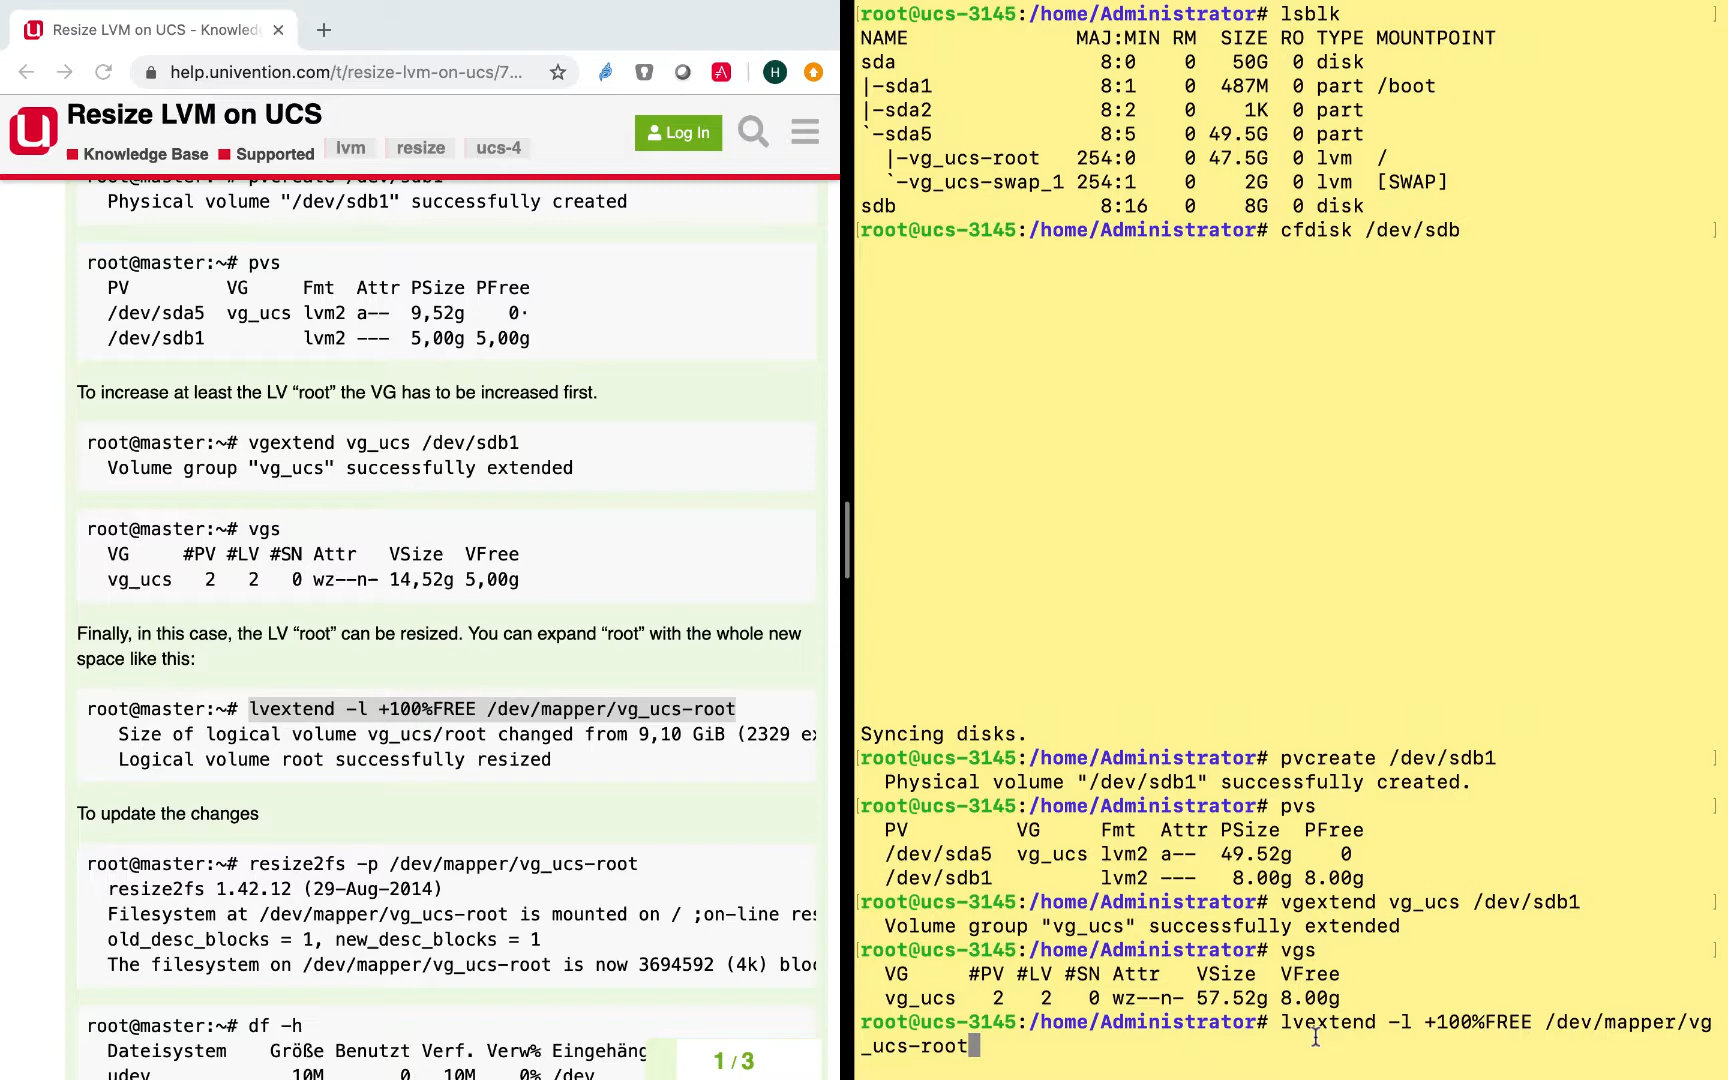 Resize LVM on UCS - Knowled
help.univention.com/t/resize-lvm-on-ucs/7...
H
Resize LVM on UCS
Knowledge Base Supported lvm resize ucs-4
Log In
Physical volume "/dev/sdb1" successfully created
root@master:~# pvs
PV VG Fmt Attr PSize PFree
/dev/sda5 vg_ucs lvm2 a-- 9,52g 0·
/dev/sdb1 lvm2 --- 5,00g 5,00g
To increase at least the LV “root” the VG has to be increased first.
root@master:~# vgextend vg_ucs /dev/sdb1
Volume group "vg_ucs" successfully extended
root@master:~# vgs
VG #PV #LV #SN Attr VSize VFree
vg_ucs 2 2 0 wz--n- 14,52g 5,00g
Finally, in this case, the LV “root” can be resized. You can expand “root” with the whole new
space like this:
root@master:~# lvextend -l +100%FREE /dev/mapper/vg_ucs-root
Size of logical volume vg_ucs/root changed from 9,10 GiB (2329 ex
Logical volume root successfully resized
To update the changes
root@master:~# resize2fs -p /dev/mapper/vg_ucs-root
resize2fs 1.42.12 (29-Aug-2014)
Filesystem at /dev/mapper/vg_ucs-root is mounted on / ;on-line res
old_desc_blocks = 1, new_desc_blocks = 1
The filesystem on /dev/mapper/vg_ucs-root is now 3694592 (4k) bloc
root@master:~# df -h
Dateisystem Größe Benutzt Verf. Verw% Eingehäng
udev 10M 0 10M 0% /dev
1 / 3
[root@ucs-3145:/home/Administrator# lsblk ]
NAME MAJ:MIN RM SIZE RO TYPE MOUNTPOINT
sda 8:0 0 50G 0 disk
|-sda1 8:1 0 487M 0 part /boot
|-sda2 8:2 0 1K 0 part
`-sda5 8:5 0 49.5G 0 part
|-vg_ucs-root 254:0 0 47.5G 0 lvm /
`-vg_ucs-swap_1 254:1 0 2G 0 lvm [SWAP]
sdb 8:16 0 8G 0 disk
[root@ucs-3145:/home/Administrator# cfdisk /dev/sdb ]
Syncing disks.
[root@ucs-3145:/home/Administrator# pvcreate /dev/sdb1 ]
Physical volume "/dev/sdb1" successfully created.
[root@ucs-3145:/home/Administrator# pvs ]
PV VG Fmt Attr PSize PFree
/dev/sda5 vg_ucs lvm2 a-- 49.52g 0
/dev/sdb1 lvm2 --- 8.00g 8.00g
[root@ucs-3145:/home/Administrator# vgextend vg_ucs /dev/sdb1 ]
Volume group "vg_ucs" successfully extended
[root@ucs-3145:/home/Administrator# vgs ]
VG #PV #LV #SN Attr VSize VFree
vg_ucs 2 2 0 wz--n- 57.52g 8.00g
root@ucs-3145:/home/Administrator# lvextend -l +100%FREE /dev/mapper/vg
_ucs-root